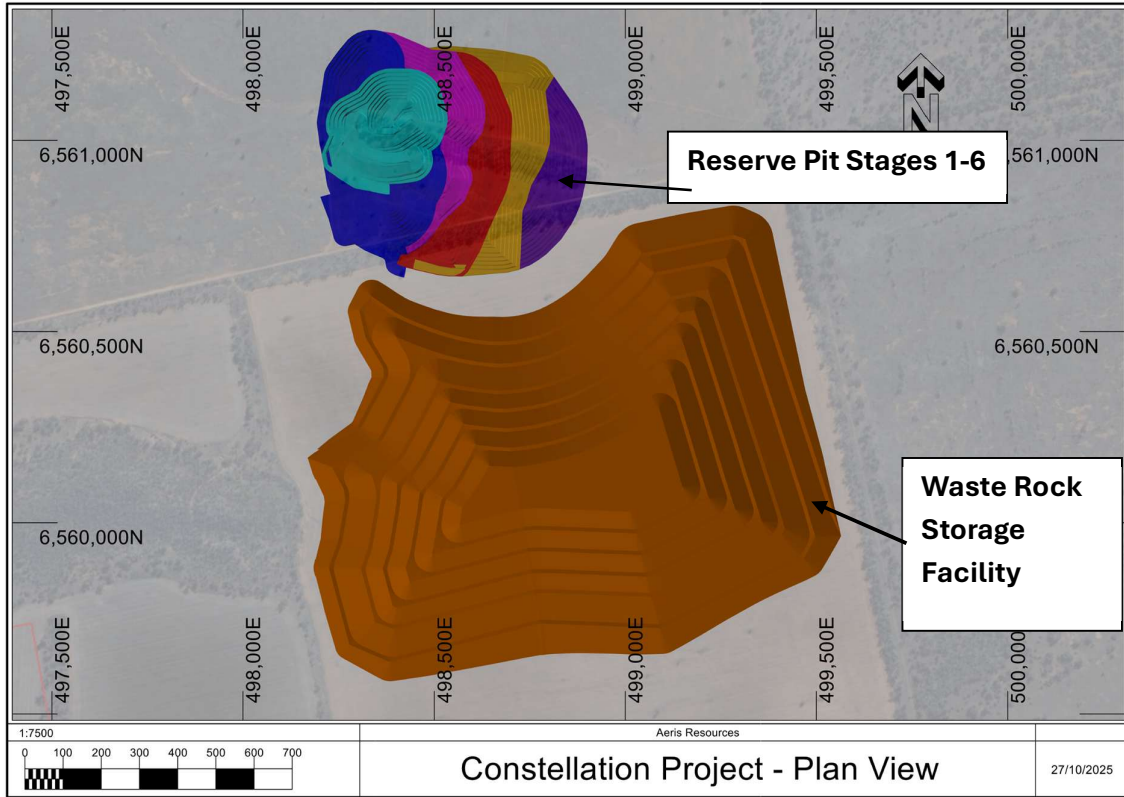 497,500E
498,000E
498,500E
499,000E
499,500E
500,000E
6,561,000N
,561,000N
N
Reserve Pit Stages 1-6
6,560,500N
6,560,500N
Waste Rock
Storage
Facility
6,560,000N
497,500E
498,000E
498,500E
499,000E
499,500E
500,0
1:7500
Aeris Resources
0 100 200 300 400 500 600 700
Constellation Project - Plan View
27/10/2025